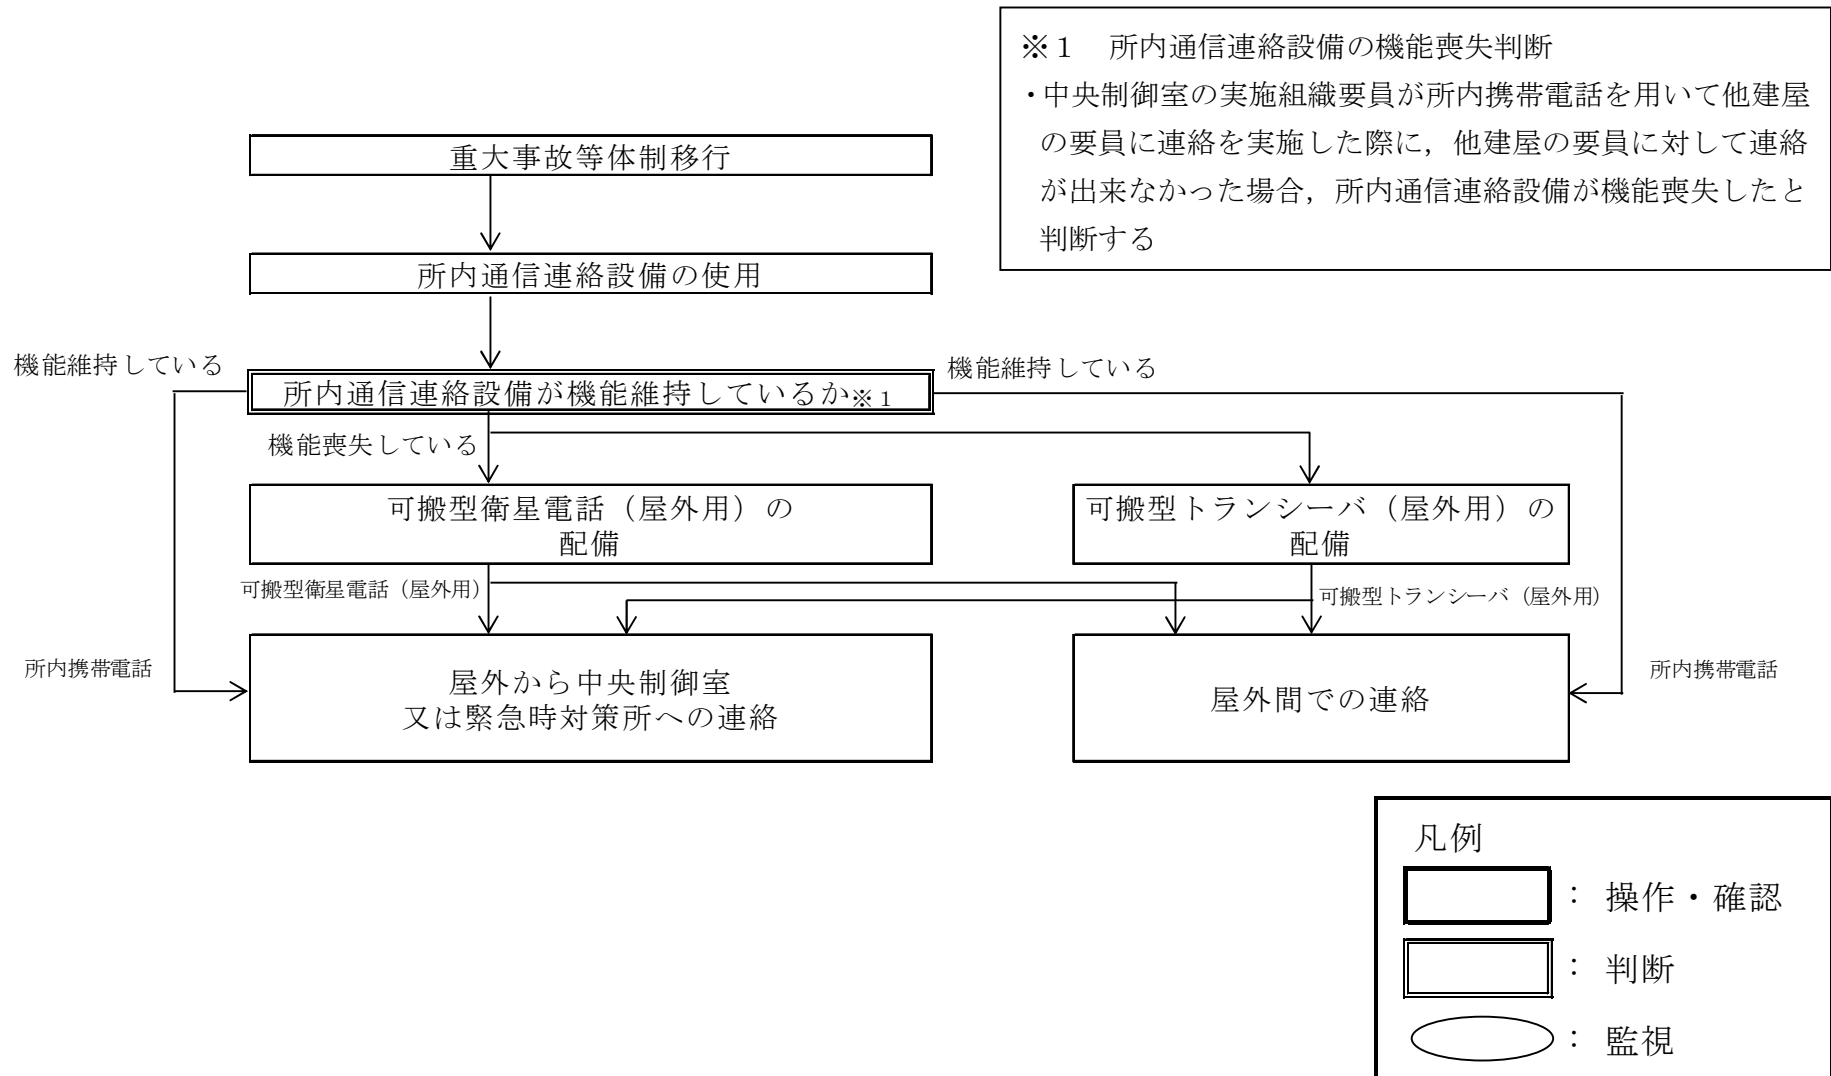 ※１　所内通信連絡設備の機能喪失判断
・中央制御室の実施組織要員が所内携帯電話を用いて他建屋
の要員に連絡を実施した際に，他建屋の要員に対して連絡
が出来なかった場合，所内通信連絡設備が機能喪失したと
判断する
重大事故等体制移行
所内通信連絡設備の使用
機能維持している
所内通信連絡設備が機能維持しているか※１
機能維持している
機能喪失している
可搬型衛星電話（屋外用）の
配備
可搬型トランシーバ（屋外用）の
配備
可搬型衛星電話（屋外用）
可搬型トランシーバ（屋外用）
所内携帯電話
屋外から中央制御室
又は緊急時対策所への連絡
屋外間での連絡
所内携帯電話
凡例
：操作・確認
：判断
：監視